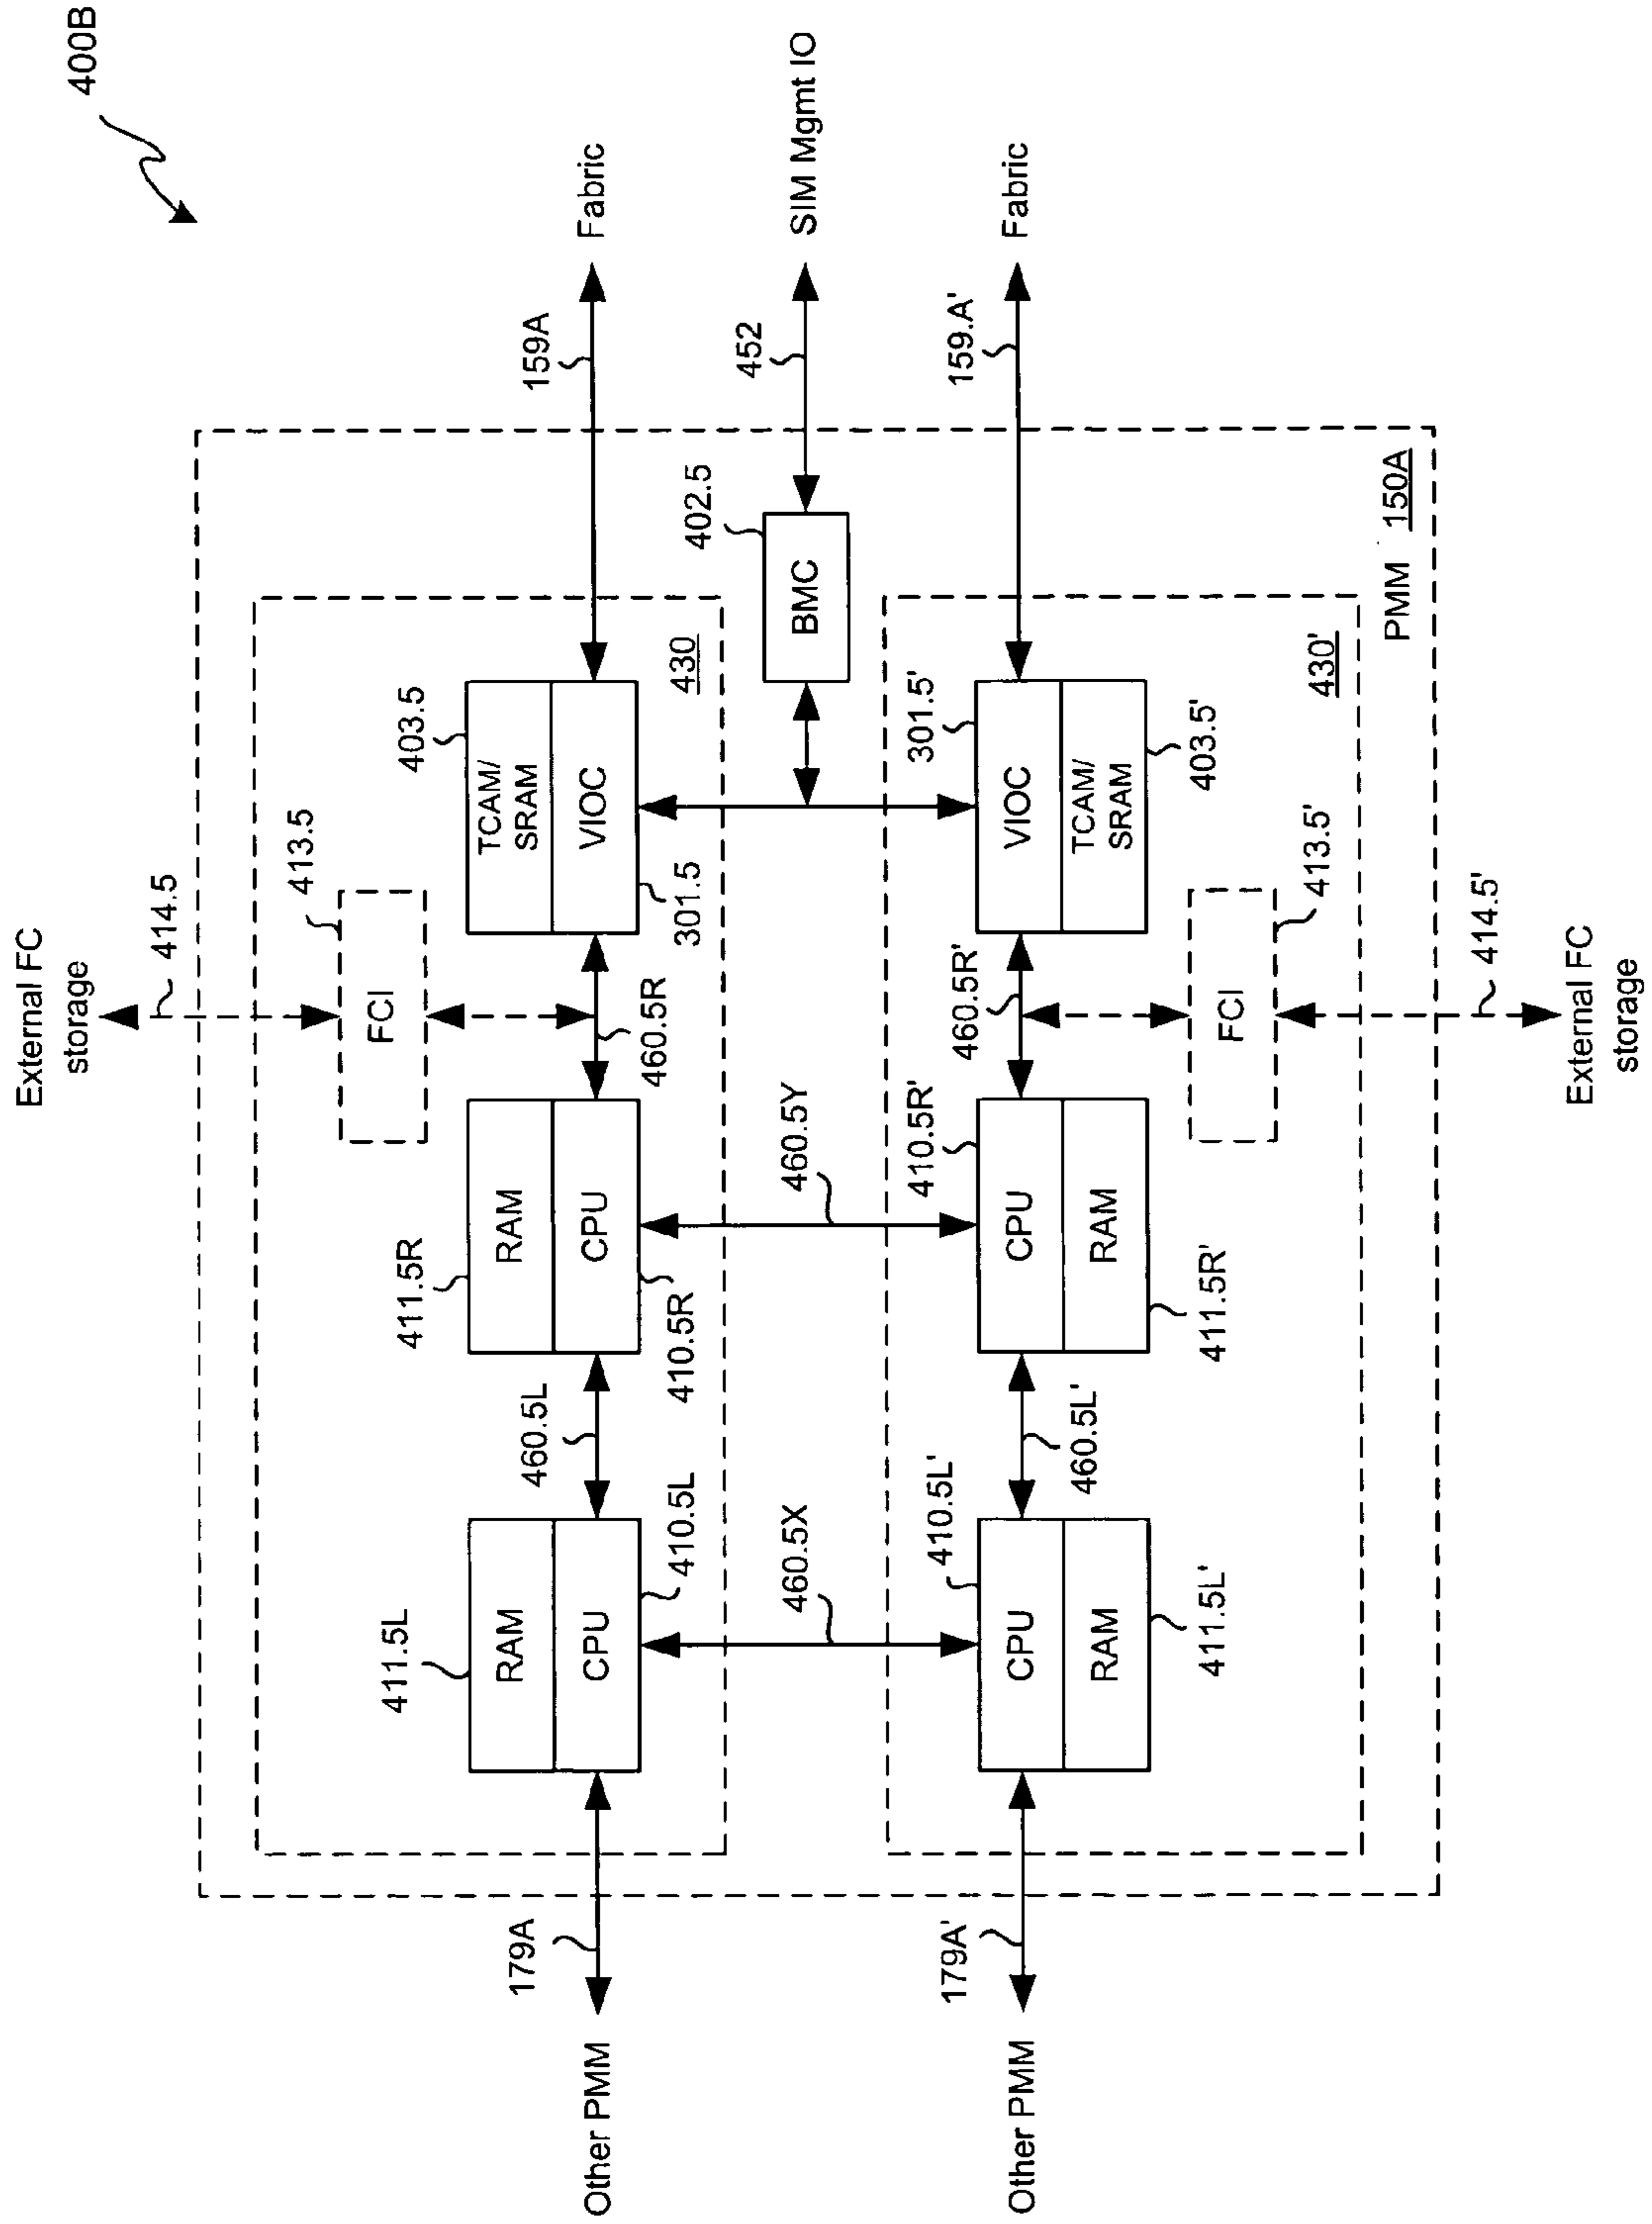 400B
External FC
storage
414.5
413.5
FCI
411.5L
411.5R
403.5
RAM
RAM
TCAM/
SRAM
CPU
CPU
VIOC
Other PMM
179A
460.5L
460.5R
159A
Fabric
410.5L
410.5R
301.5
430
460.5X
460.5Y
402.5
BMC
452
SIM Mgmt IO
410.5L'
410.5R'
301.5'
Other PMM
179A'
CPU
460.5L'
CPU
460.5R'
VIOC
159.A'
Fabric
RAM
RAM
TCAM/
SRAM
411.5L'
411.5R'
403.5'
FCI
413.5'
430'
PMM 150A
414.5'
External FC
storage